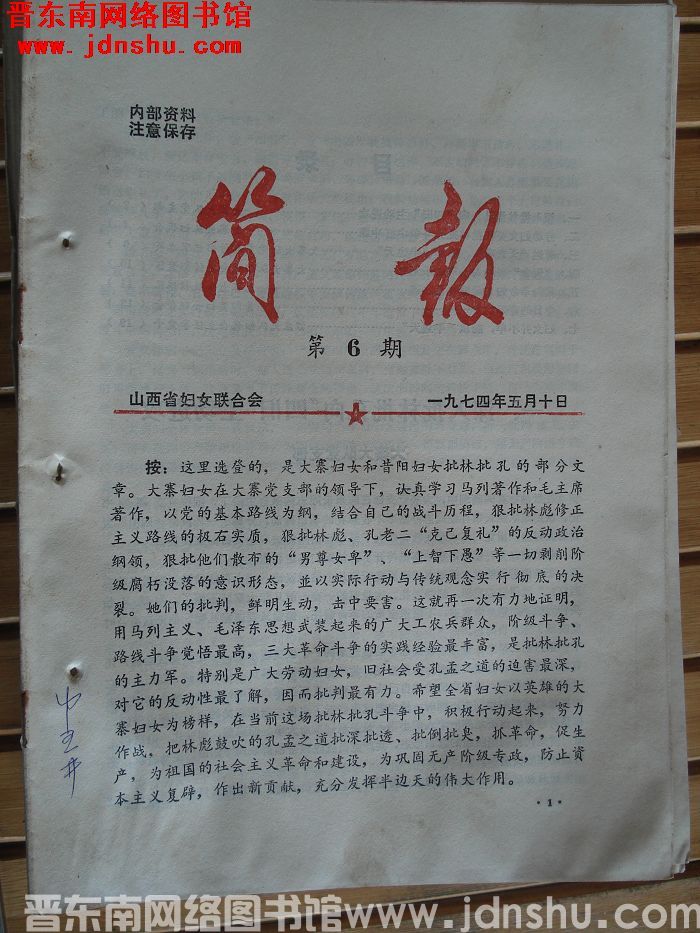 晋东南网络图书馆
www.jdnshu.com
内部资料
注意保存
简报
第6期
山西省妇女联合会 一九七四年五月十日
按：这里选登的，是大寨妇女和昔阳妇女批林批孔的部分文
章。大寨妇女在大寨党支部的领导下，认真学习马列著作和毛主席
著作，以党的基本路线为纲，结合自己的战斗历程，狠批林彪修正
主义路线的极右实质，狠批林彪、孔老二“克己复礼”的反动政治
纲领，狠批他们散布的“男尊女卑”、“上智下愚”等一切剥削阶
级腐朽没落的意识形态，並以实际行动与传统观念实行彻底的决
裂。她们的批判，鲜明生动，击中要害。这就再一次有力地证明，
用马列主义、毛泽东思想武装起来的广大工农兵群众，阶级斗争、
路线斗争觉悟最高，三大革命斗争的实践经验最丰富，是批林批孔
的主力军。特别是广大劳动妇女，旧社会受孔孟之道的迫害最深，
对它的反动性最了解，因而批判最有力。希望全省妇女以英雄的大
寨妇女为榜样，在当前这场批林批孔斗争中，积极行动起来，努力
作战，把林彪鼓吹的孔孟之道批深批透、批倒批臭，抓革命，促生
产，为祖国的社会主义革命和建设，为巩固无产阶级专政，防止资
本主义复辟，作出新贡献，充分发挥半边天的伟大作用。
·1·
晋东南网络图书馆 www.jdnshu.com